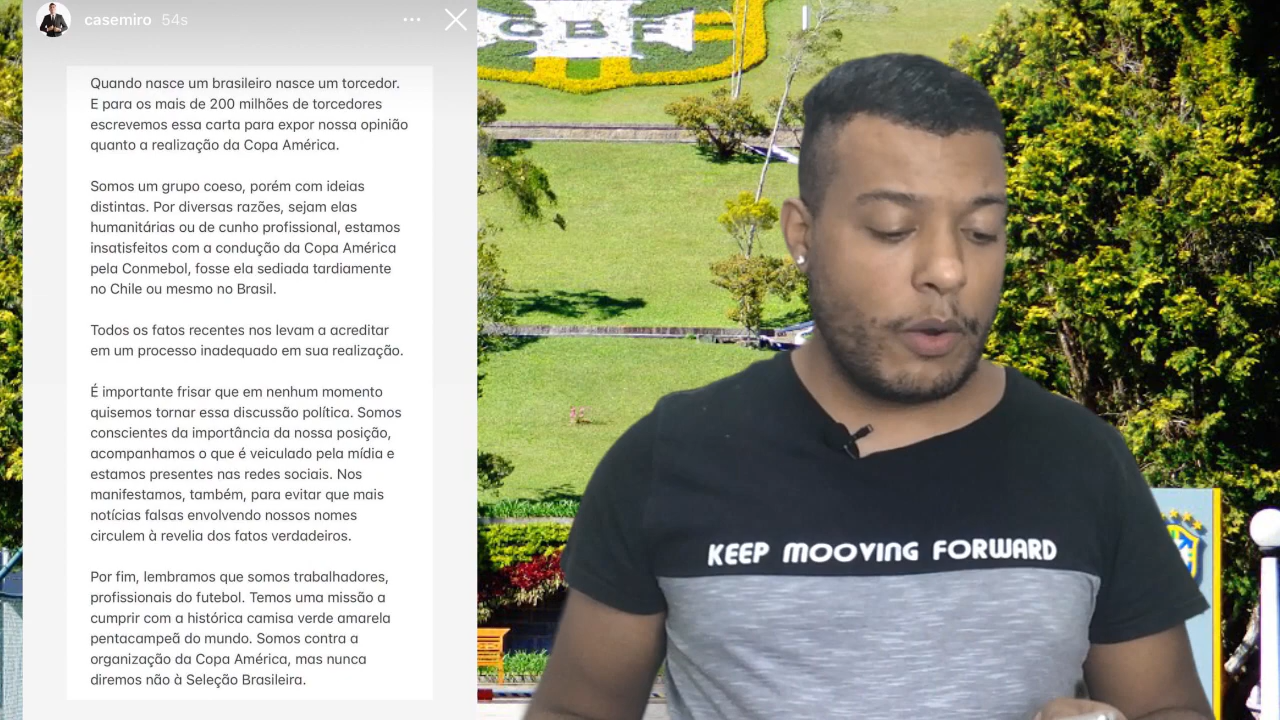 casemiro 54s
CBF
Quando nasce um brasileiro nasce um torcedor.
E para os mais de 200 milhões de torcedores
escrevemos essa carta para expor nossa opinião
quanto a realização da Copa América.
Somos um grupo coeso, porém com ideias
distintas. Por diversas razões, sejam elas
humanitárias ou de cunho profissional, estamos
insatisfeitos com a condução da Copa América
pela Conmebol, fosse ela sediada tardiamente
no Chile ou mesmo no Brasil.
Todos os fatos recentes nos levam a acreditar
em um processo inadequado em sua realização.
É importante frisar que em nenhum momento
quisemos tornar essa discussão política. Somos
conscientes da importância da nossa posição,
acompanhamos o que é veiculado pela mídia e
estamos presentes nas redes sociais. Nos
manifestamos, também, para evitar que mais
notícias falsas envolvendo nossos nomes
circulem à revelia dos fatos verdadeiros.
Por fim, lembramos que somos trabalhadores,
profissionais do futebol. Temos uma missão a
cumprir com a histórica camisa verde amarela
pentacampeã do mundo. Somos contra a
organização da Copa América, mas nunca
diremos não à Seleção Brasileira.
KEEP MOOVING FORWARD